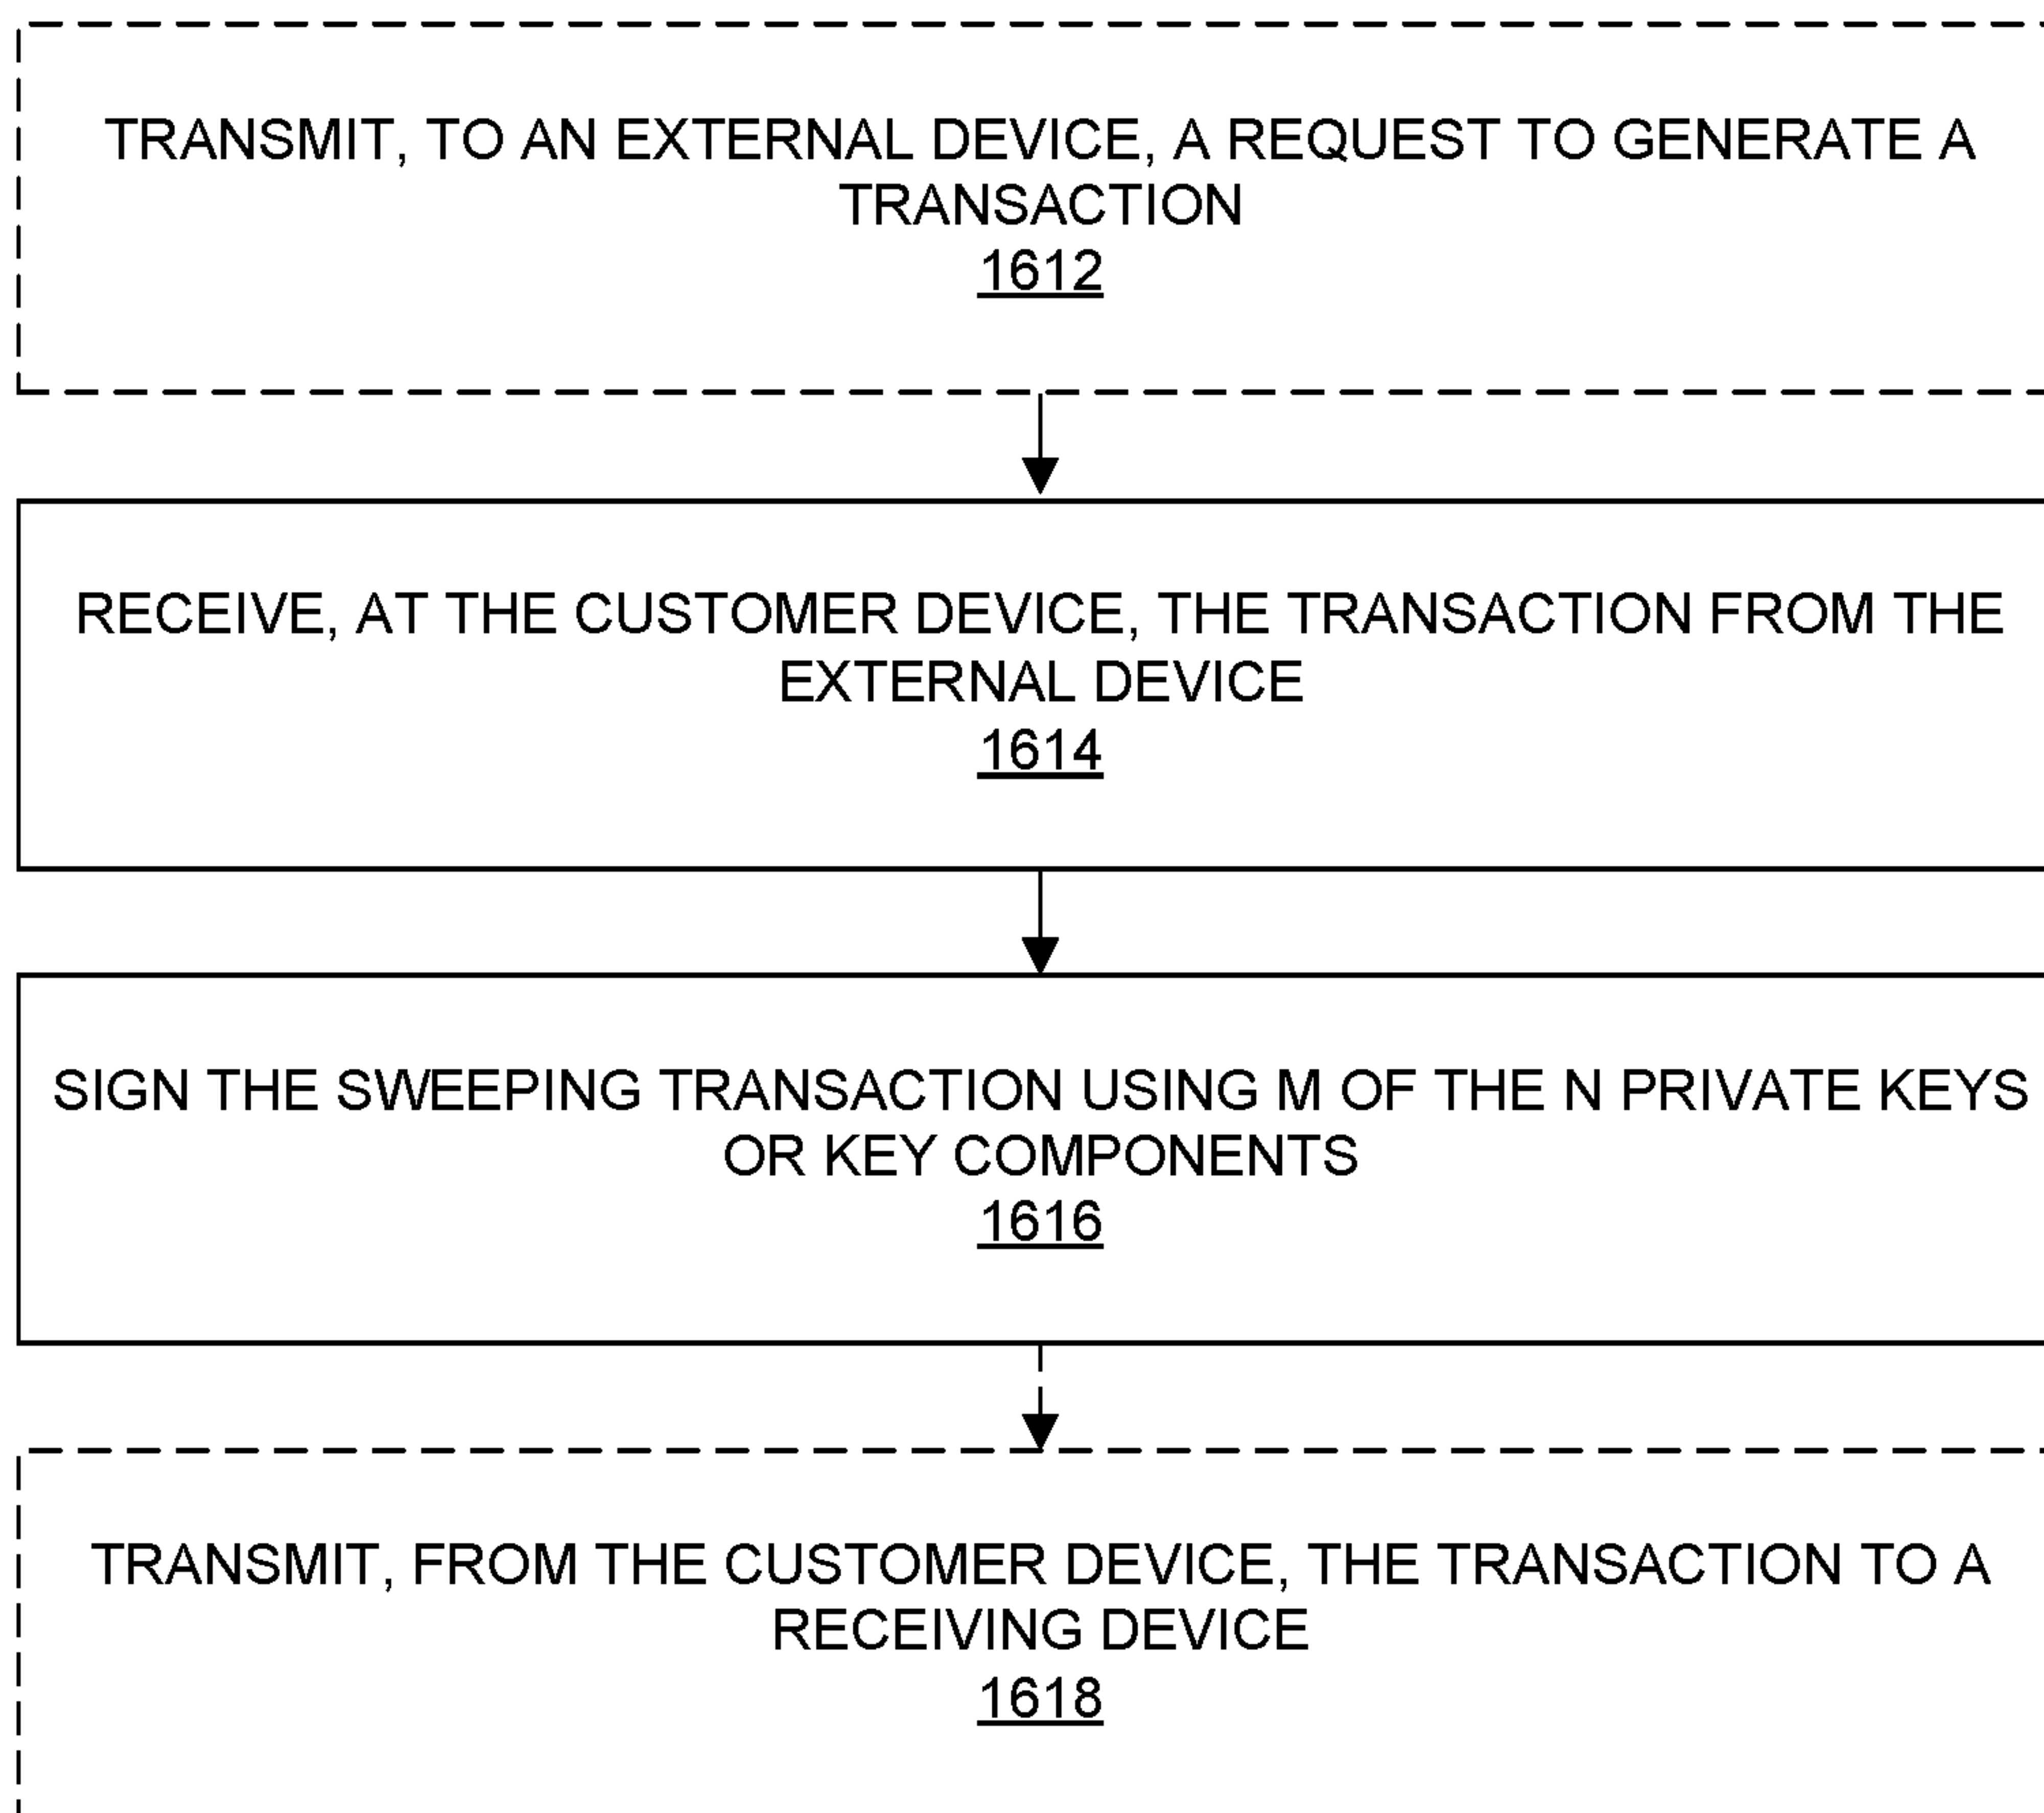 TRANSMIT, TO AN EXTERNAL DEVICE, A REQUEST TO GENERATE A
TRANSACTION
1612
RECEIVE, AT THE CUSTOMER DEVICE, THE TRANSACTION FROM THE
EXTERNAL DEVICE
1614
SIGN THE SWEEPING TRANSACTION USING M OF THE N PRIVATE KEYS
OR KEY COMPONENTS
1616
TRANSMIT, FROM THE CUSTOMER DEVICE, THE TRANSACTION TO A
RECEIVING DEVICE
1618